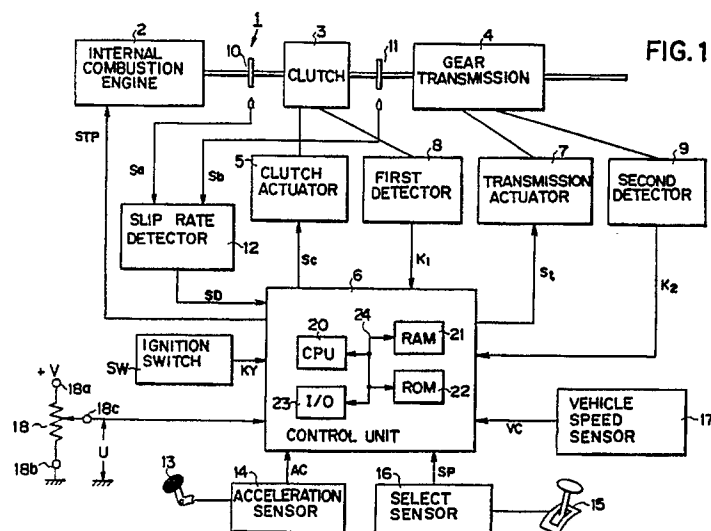 FIG.1
1
2
INTERNAL
COMBUSTION
ENGINE
10
3
CLUTCH
11
4
GEAR
TRANSMISSION
STP
Sa
Sb
5
CLUTCH
ACTUATOR
8
FIRST
DETECTOR
7
TRANSMISSION
ACTUATOR
9
SECOND
DETECTOR
SLIP RATE
DETECTOR
12
SD
Sc
K1
St
K2
6
24
20
CPU
RAM
21
23
I/O
ROM
22
CONTROL UNIT
IGNITION
SWITCH
SW
KY
+V
18a
18
18c
18b
U
VC
VEHICLE
SPEED
SENSOR
17
13
14
AC
ACCELERATION
SENSOR
16
SP
SELECT
SENSOR
15